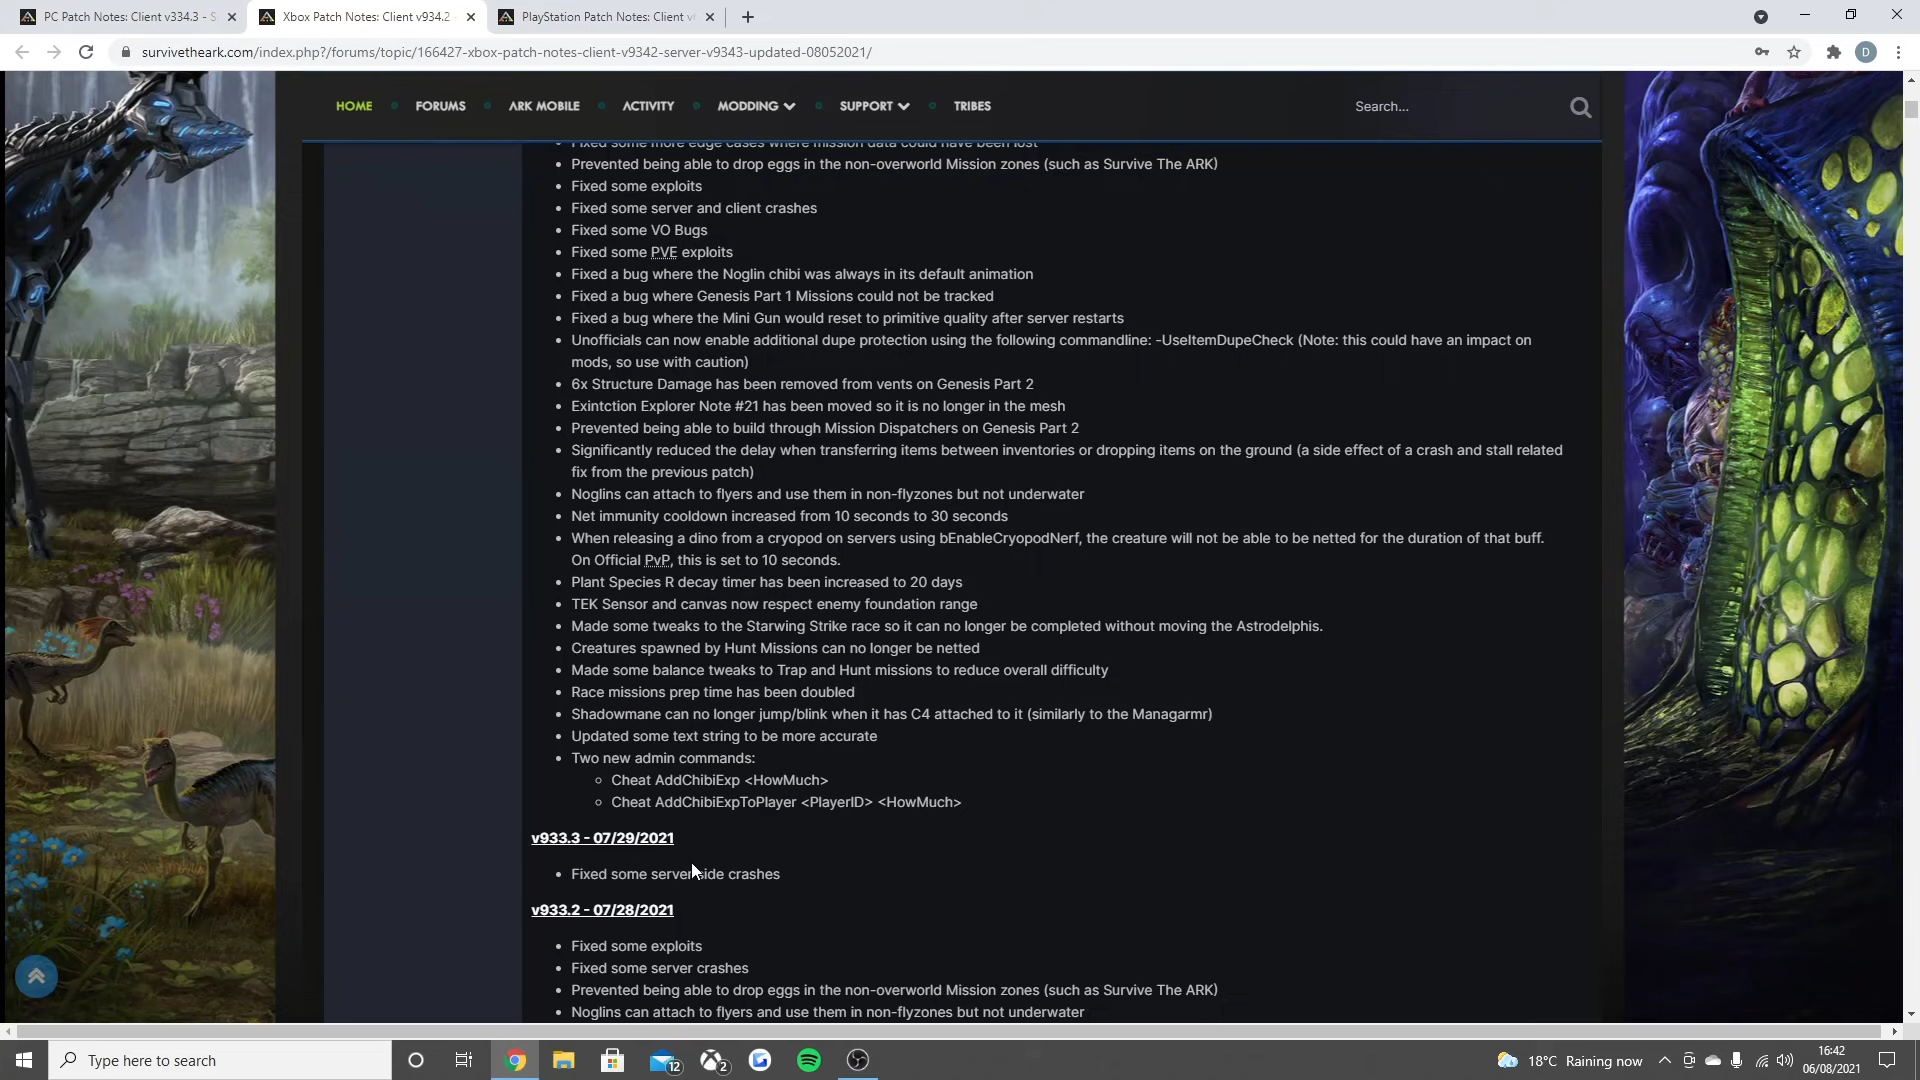 PC Patch Notes: Client v334.3 - S
Xbox Patch Notes: Client v934.2
PlayStation Patch Notes: Client v
survivetheark.com/index.php?/forums/topic/166427-xbox-patch-notes-client-v9342-server-v9343-updated-08052021/
D
HOME FORUMS ARK MOBILE ACTIVITY MODDING SUPPORT TRIBES Search...
Fixed some more edge cases where mission data could have been lost
Prevented being able to drop eggs in the non-overworld Mission zones (such as Survive The ARK)
Fixed some exploits
Fixed some server and client crashes
Fixed some VO Bugs
Fixed some PVE exploits
Fixed a bug where the Noglin chibi was always in its default animation
Fixed a bug where Genesis Part 1 Missions could not be tracked
Fixed a bug where the Mini Gun would reset to primitive quality after server restarts
Unofficials can now enable additional dupe protection using the following commandline: -UseItemDupeCheck (Note: this could have an impact on
mods, so use with caution)
6x Structure Damage has been removed from vents on Genesis Part 2
Exintction Explorer Note #21 has been moved so it is no longer in the mesh
Prevented being able to build through Mission Dispatchers on Genesis Part 2
Significantly reduced the delay when transferring items between inventories or dropping items on the ground (a side effect of a crash and stall related
fix from the previous patch)
Noglins can attach to flyers and use them in non-flyzones but not underwater
Net immunity cooldown increased from 10 seconds to 30 seconds
When releasing a dino from a cryopod on servers using bEnableCryopodNerf, the creature will not be able to be netted for the duration of that buff.
On Official PvP, this is set to 10 seconds.
Plant Species R decay timer has been increased to 20 days
TEK Sensor and canvas now respect enemy foundation range
Made some tweaks to the Starwing Strike race so it can no longer be completed without moving the Astrodelphis.
Creatures spawned by Hunt Missions can no longer be netted
Made some balance tweaks to Trap and Hunt missions to reduce overall difficulty
Race missions prep time has been doubled
Shadowmane can no longer jump/blink when it has C4 attached to it (similarly to the Managarmr)
Updated some text string to be more accurate
Two new admin commands:
Cheat AddChibiExp <HowMuch>
Cheat AddChibiExpToPlayer <PlayerID> <HowMuch>
v933.3 - 07/29/2021
Fixed some server side crashes
v933.2 - 07/28/2021
Fixed some exploits
Fixed some server crashes
Prevented being able to drop eggs in the non-overworld Mission zones (such as Survive The ARK)
Noglins can attach to flyers and use them in non-flyzones but not underwater
Type here to search
12
2
18°C Raining now
16:42
06/08/2021